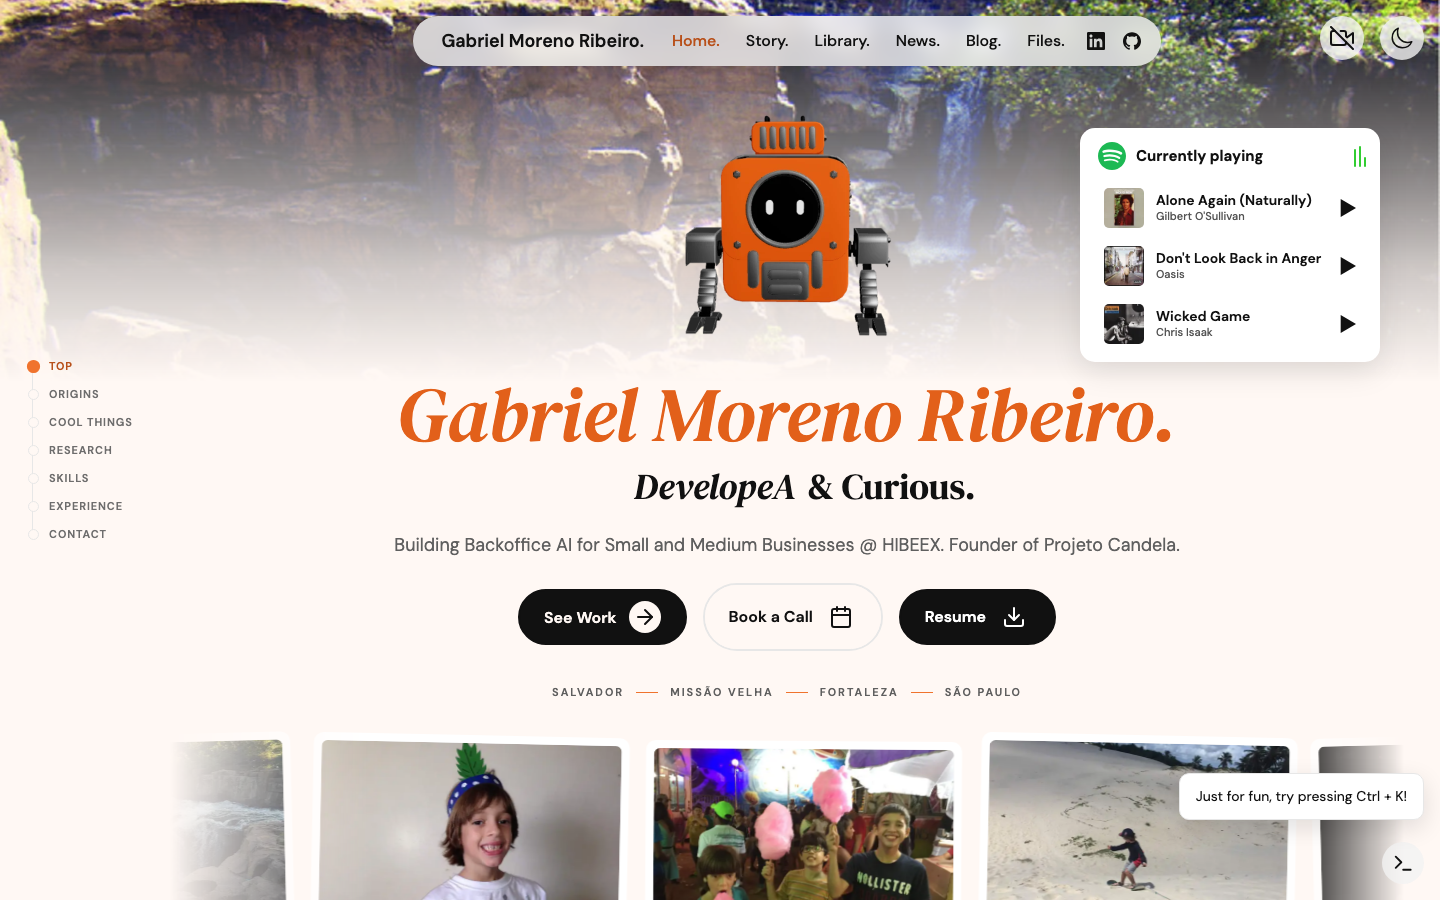 Gabriel Moreno Ribeiro. Home. Story. Library. News. Blog. Files.
Currently playing
Alone Again (Naturally)
Gilbert O'Sullivan
Don't Look Back in Anger
Oasis
Wicked Game
Chris Isaak
TOP
ORIGINS
COOL THINGS
RESEARCH
SKILLS
EXPERIENCE
CONTACT
Gabriel Moreno Ribeiro.
DevelopeA & Curious.
Building Backoffice AI for Small and Medium Businesses @ HIBEEX. Founder of Projeto Candela.
See Work
Book a Call
Resume
SALVADOR — MISSÃO VELHA — FORTALEZA — SÃO PAULO
HOLLISTER
Just for fun, try pressing Ctrl + K!